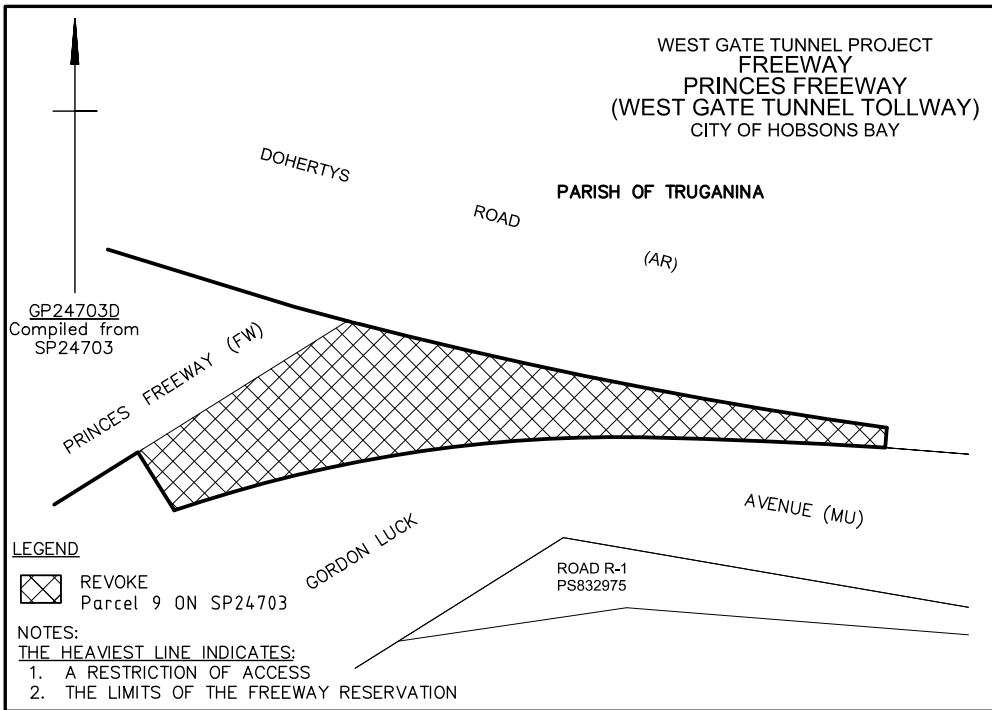 WEST GATE TUNNEL PROJECT
FREEWAY
PRINCES FREEWAY
(WEST GATE TUNNEL TOLLWAY)
CITY OF HOBSONS BAY
DOHERTYS
ROAD
(AR)
PARISH OF TRUGANINA
GP24703D
Compiled from
SP24703
PRINCES FREEWAY (FW)
GORDON LUCK
AVENUE (MU)
ROAD R-1
PS832975
LEGEND
REVOKE
Parcel 9 ON SP24703
NOTES:
THE HEAVIEST LINE INDICATES:
1. A RESTRICTION OF ACCESS
2. THE LIMITS OF THE FREEWAY RESERVATION